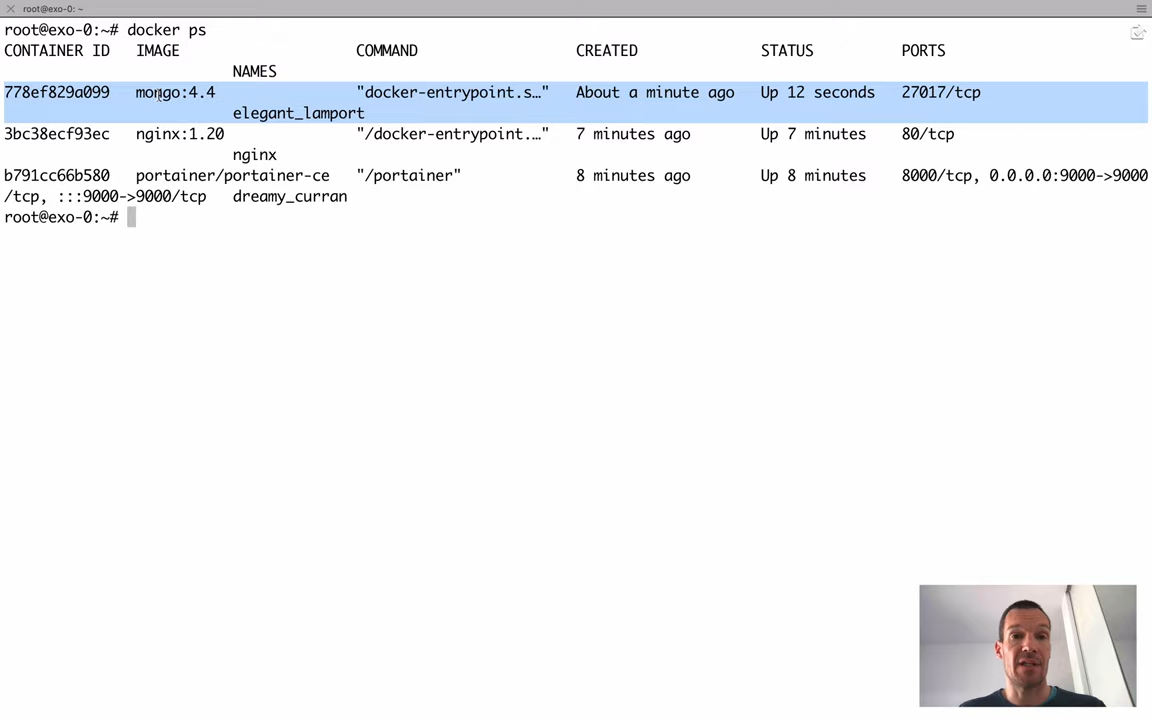 root@exo-0: ~
root@exo-0:~# docker ps
CONTAINER ID   IMAGE                    COMMAND                  CREATED              STATUS          PORTS
                          NAMES
778ef829a099   mongo:4.4                "docker-entrypoint.s…"   About a minute ago   Up 12 seconds   27017/tcp
                          elegant_lamport
3bc38ecf93ec   nginx:1.20               "/docker-entrypoint.…"   7 minutes ago        Up 7 minutes    80/tcp
                          nginx
b791cc66b580   portainer/portainer-ce   "/portainer"             8 minutes ago        Up 8 minutes    8000/tcp, 0.0.0.0:9000->9000
/tcp, :::9000->9000/tcp   dreamy_curran
root@exo-0:~#